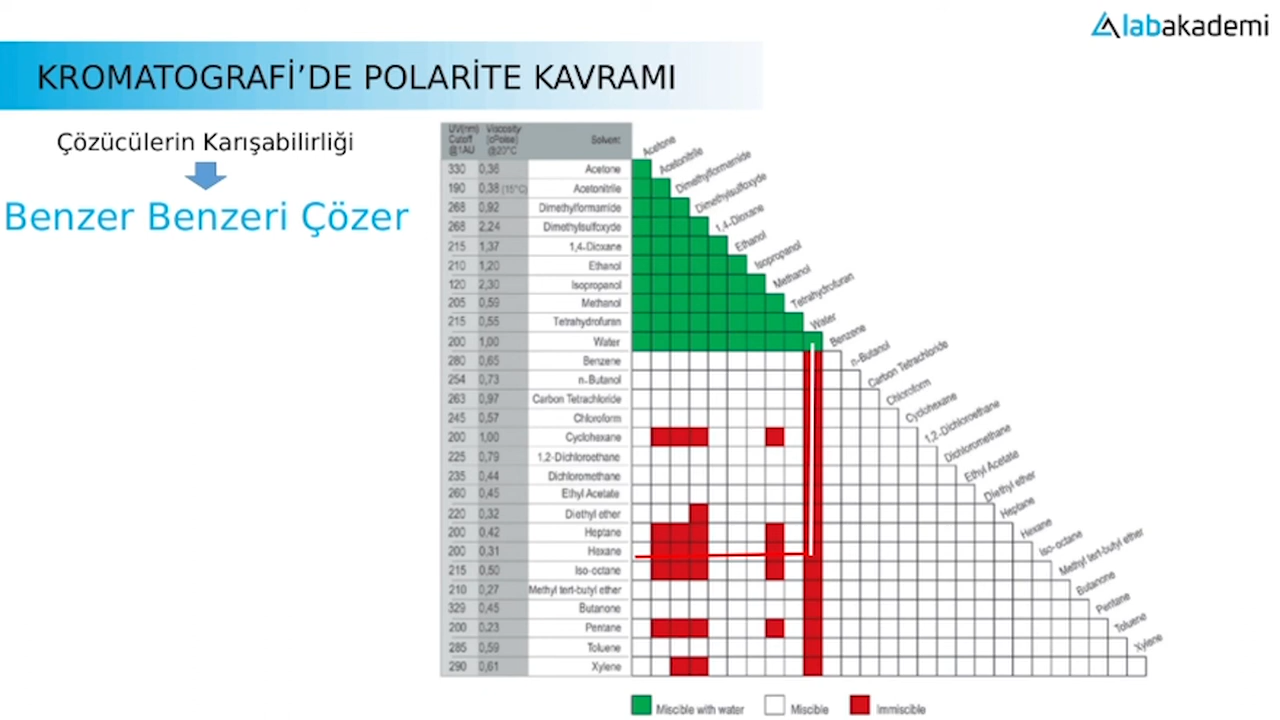 labakademi
KROMATOGRAFİ’DE POLARİTE KAVRAMI
Çözücülerin Karışabilirliği
Benzer Benzeri Çözer
UV(nm) Cutoff @1AU Viscosity (cPoise) @20°C Solvent
330 0,36 Acetone
190 0,38 (15°C) Acetonitrile
268 0,92 Dimethylformamide
268 2,24 Dimethylsulfoxyde
215 1,37 1,4-Dioxane
210 1,20 Ethanol
120 2,30 Isopropanol
205 0,59 Methanol
215 0,55 Tetrahydrofuran
200 1,00 Water
280 0,65 Benzene
254 0,73 n-Butanol
263 0,97 Carbon Tetrachloride
245 0,57 Chloroform
200 1,00 Cyclohexane
225 0,79 1,2-Dichloroethane
235 0,44 Dichloromethane
260 0,45 Ethyl Acetate
220 0,32 Diethyl ether
200 0,42 Heptane
200 0,31 Hexane
215 0,50 Iso-octane
210 0,27 Methyl tert-butyl ether
329 0,45 Butanone
200 0,23 Pentane
285 0,59 Toluene
290 0,61 Xylene
Acetone
Acetonitrile
Dimethylformamide
Dimethylsulfoxyde
1,4-Dioxane
Ethanol
Isopropanol
Methanol
Tetrahydrofuran
Water
Benzene
n-Butanol
Carbon Tetrachloride
Chloroform
Cyclohexane
1,2-Dichloroethane
Dichloromethane
Ethyl Acetate
Diethyl ether
Heptane
Hexane
Iso-octane
Methyl tert-butyl ether
Butanone
Pentane
Toluene
Xylene
Miscible with water Miscible Immiscible